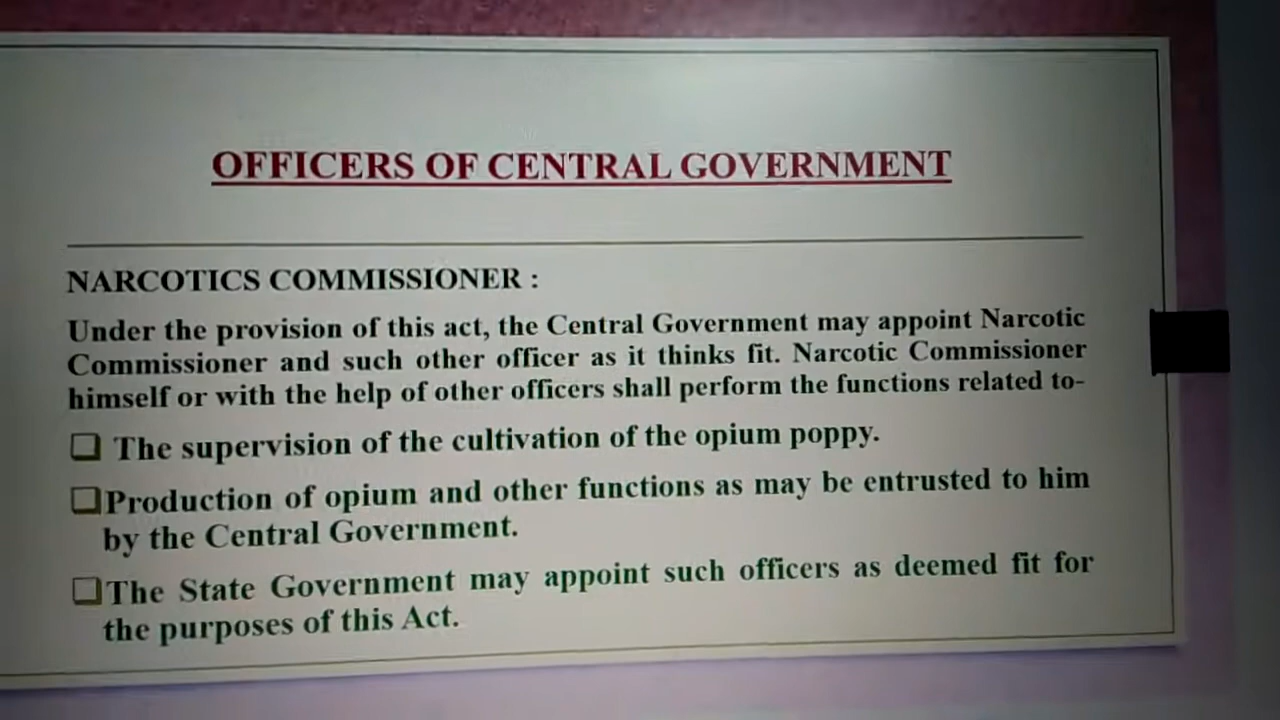 OFFICERS OF CENTRAL GOVERNMENT
NARCOTICS COMMISSIONER :
Under the provision of this act, the Central Government may appoint Narcotic
Commissioner and such other officer as it thinks fit. Narcotic Commissioner
himself or with the help of other officers shall perform the functions related to-
❑ The supervision of the cultivation of the opium poppy.
❑Production of opium and other functions as may be entrusted to him
by the Central Government.
❑The State Government may appoint such officers as deemed fit for
the purposes of this Act.